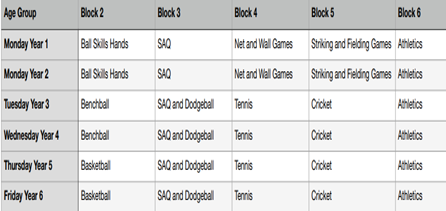 Age Group Block 2 Block 3 Block 4 Block 5 Block 6
Monday Year 1 Ball Skills Hands SAQ Net and Wall Games Striking and Fielding Games Athletics
Monday Year 2 Ball Skills Hands SAQ Net and Wall Games Striking and Fielding Games Athletics
Tuesday Year 3 Benchball SAQ and Dodgeball Tennis Cricket Athletics
Wednesday Year 4 Benchball SAQ and Dodgeball Tennis Cricket Athletics
Thursday Year 5 Basketball SAQ and Dodgeball Tennis Cricket Athletics
Friday Year 6 Basketball SAQ and Dodgeball Tennis Cricket Athletics